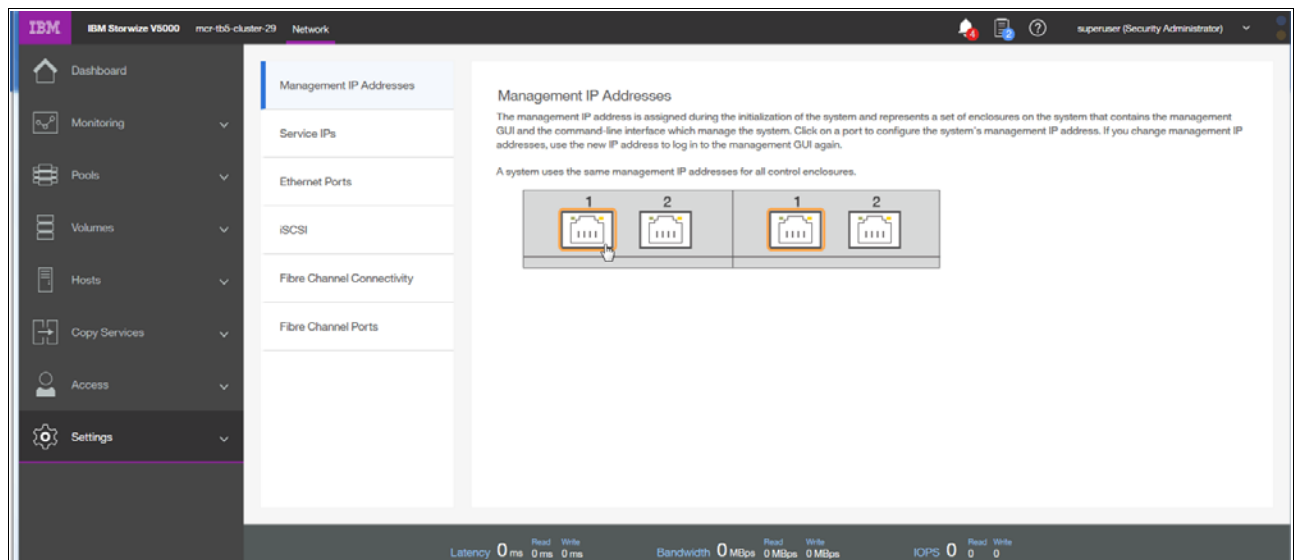 IBM IBM Storwize V5000 mcr-tb5-cluster-29 Network 4 2 ? superuser (Security Administrator)
Dashboard
Monitoring
Pools
Volumes
Hosts
Copy Services
Access
Settings
Management IP Addresses
Service IPs
Ethernet Ports
iSCSI
Fibre Channel Connectivity
Fibre Channel Ports
Management IP Addresses
The management IP address is assigned during the initialization of the system and represents a set of enclosures on the system that contains the management
GUI and the command-line interface which manage the system. Click on a port to configure the system's management IP address. If you change management IP
addresses, use the new IP address to log in to the management GUI again.
A system uses the same management IP addresses for all control enclosures.
1 2 1 2
Latency 0 ms Read 0 ms Write 0 ms Bandwidth 0 MBps Read 0 MBps Write 0 MBps IOPS 0 Read 0 Write 0